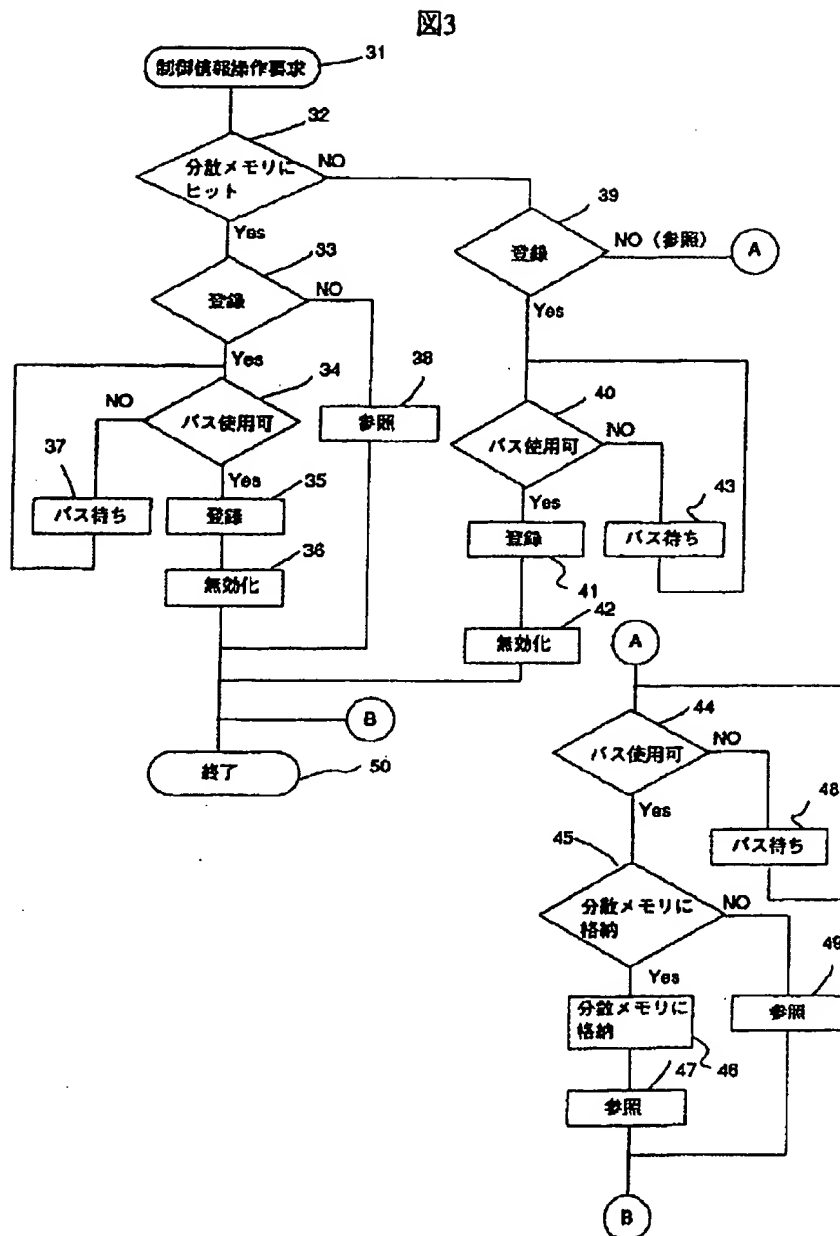 図3
制御情報操作要求
31
32
分散メモリに
ヒット
NO
Yes
33
登録
NO
Yes
34
バス使用可
NO
Yes
37
バス待ち
35
登録
36
無効化
38
参照
39
登録
NO（参照）
A
Yes
40
バス使用可
NO
Yes
43
バス待ち
登録
41
42
無効化
B
終了
50
A
44
バス使用可
NO
Yes
48
バス待ち
45
分散メモリに
格納
NO
Yes
49
参照
分散メモリに
格納
46
47
参照
B